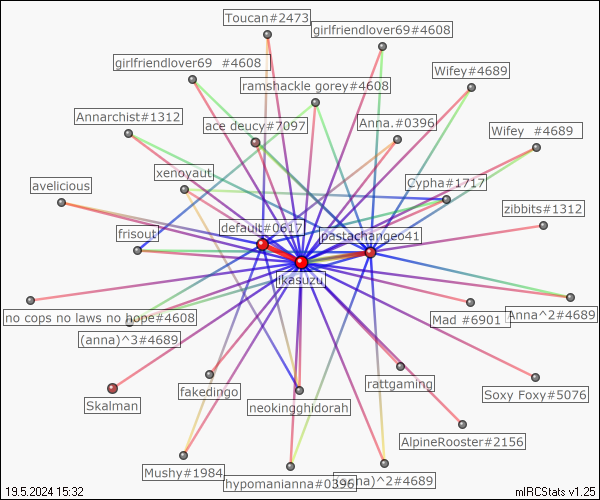 Toucan#2473
girlfriendlover69#4608
girlfriendlover69 #4608
Wifey#4689
ramshackle gorey#4608
Annarchist#1312
ace deucy#7097
Anna.#0396
Wifey #4689
xenoyaut
avelicious
Cypha#1717
zibbits#1312
frisout
default#0617
pastachangeo41
ikasuzu
no cops no laws no hope#4608
Mad #6901
Anna^2#4689
(anna)^3#4689
fakedingo
rattgaming
Skalman
neokingghidorah
Soxy Foxy#5076
AlpineRooster#2156
Mushy#1984
hypomanianna#0396
)^2#4689
19.5.2024 15:32
mIRCStats v1.25